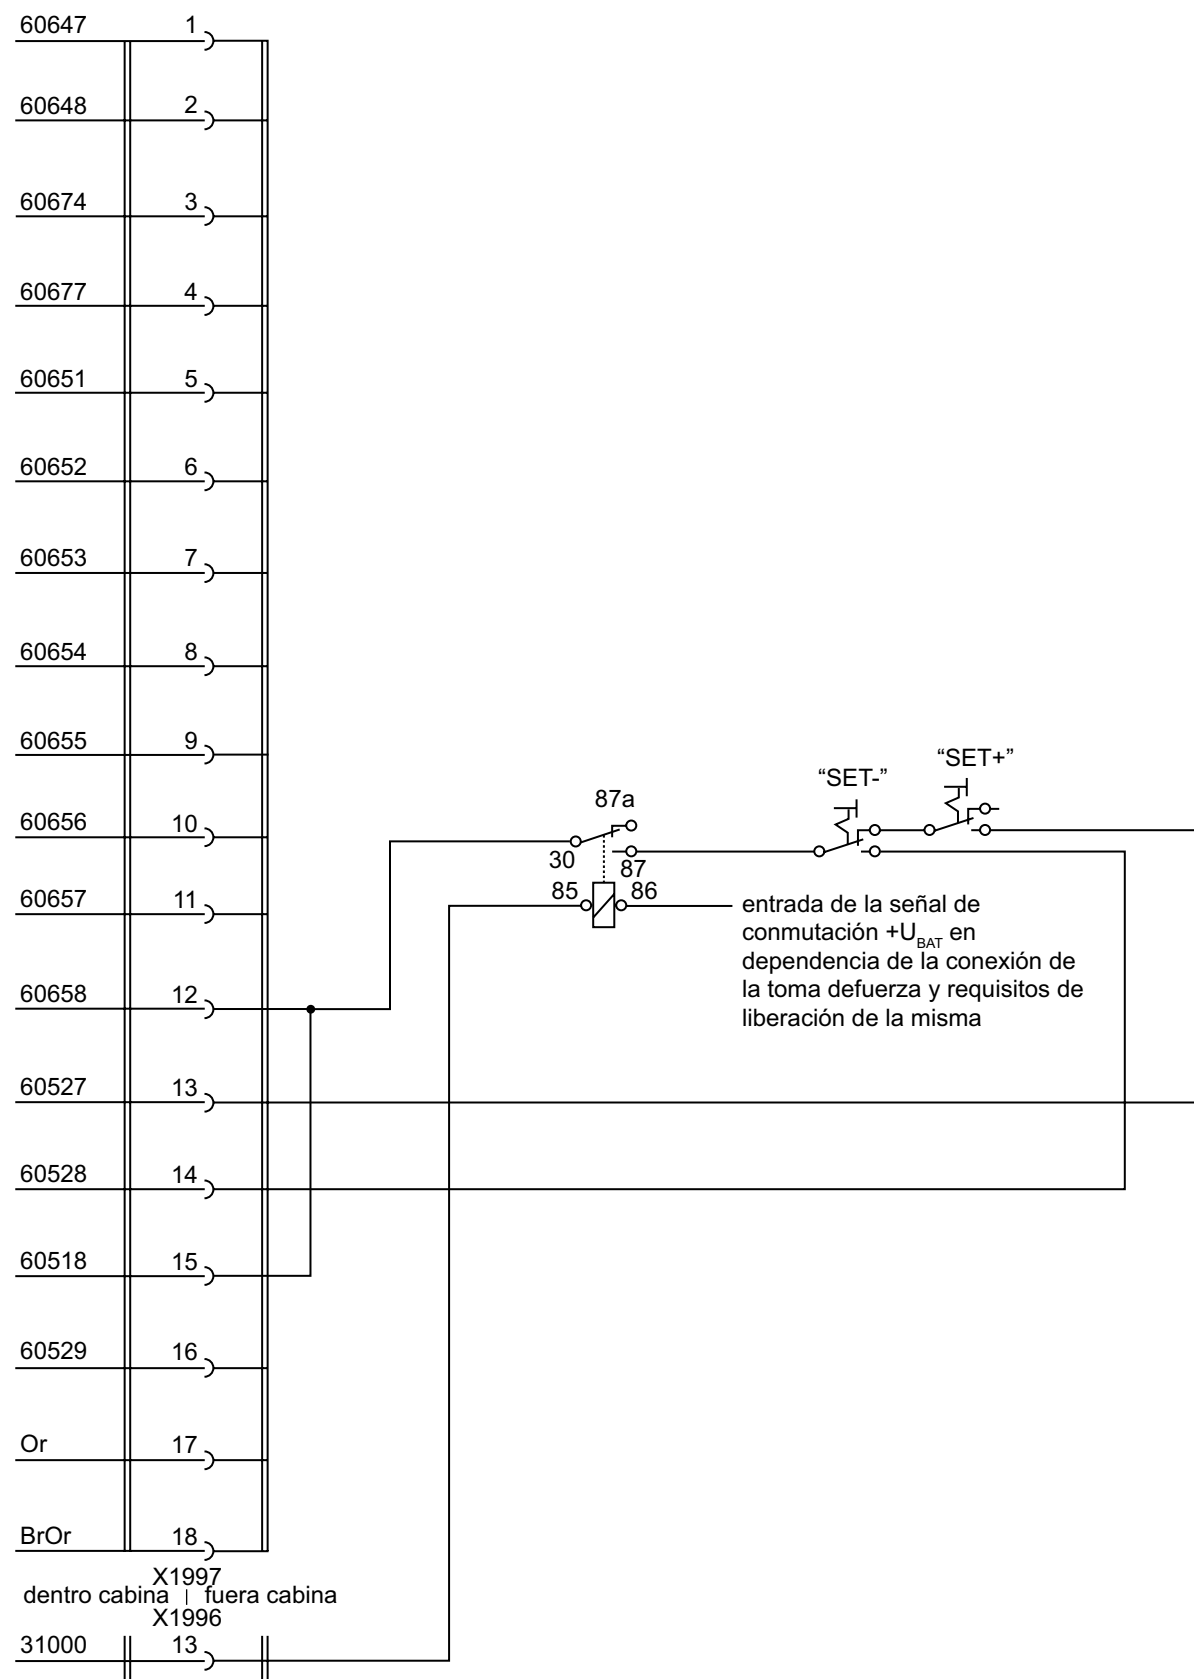 60647 1
60648 2
60674 3
60677 4
60651 5
60652 6
60653 7
60654 8
60655 9
“SET+”
“SET-”
87a
60656 10
30 87
85 86
60657 11
entrada de la señal de
conmutación +UBAT en
dependencia de la conexión de
la toma defuerza y requisitos de
liberación de la misma
60658 12
60527 13
60528 14
60518 15
60529 16
Or 17
BrOr 18
X1997
dentro cabina | fuera cabina
X1996
31000 13